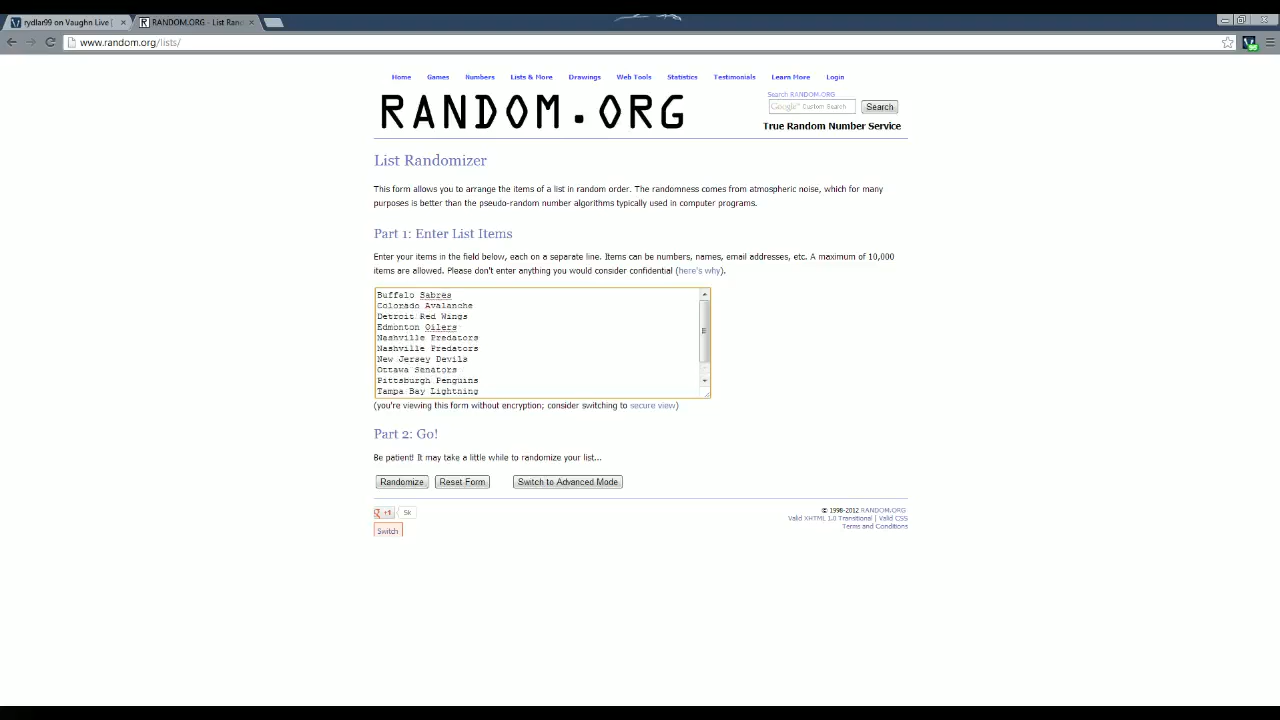 rydlar99 on Vaughn Live [
RANDOM.ORG - List Ran
www.random.org/lists/
Home Games Numbers Lists & More Drawings Web Tools Statistics Testimonials Learn More Login
RANDOM.ORG
Search RANDOM.ORG
Google™ Custom Search
Search
True Random Number Service
List Randomizer
This form allows you to arrange the items of a list in random order. The randomness comes from atmospheric noise, which for many
purposes is better than the pseudo-random number algorithms typically used in computer programs.
Part 1: Enter List Items
Enter your items in the field below, each on a separate line. Items can be numbers, names, email addresses, etc. A maximum of 10,000
items are allowed. Please don't enter anything you would consider confidential (here's why).
Buffalo Sabres
Colorado Avalanche
Detroit Red Wings
Edmonton Oilers
Nashville Predators
Nashville Predators
New Jersey Devils
Ottawa Senators
Pittsburgh Penguins
Tampa Bay Lightning
(you're viewing this form without encryption; consider switching to secure view)
Part 2: Go!
Be patient! It may take a little while to randomize your list...
Randomize Reset Form Switch to Advanced Mode
+1 5k
Switch
© 1998-2012 RANDOM.ORG
Valid XHTML 1.0 Transitional | Valid CSS
Terms and Conditions